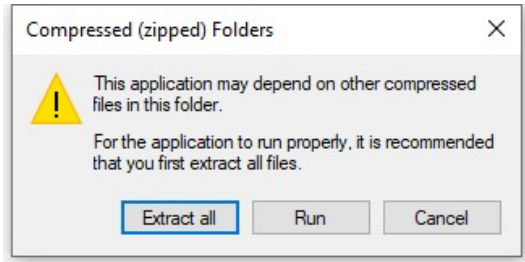 Compressed (zipped) Folders
This application may depend on other compressed
files in this folder.
For the application to run properly, it is recommended
that you first extract all files.
Extract all
Run
Cancel